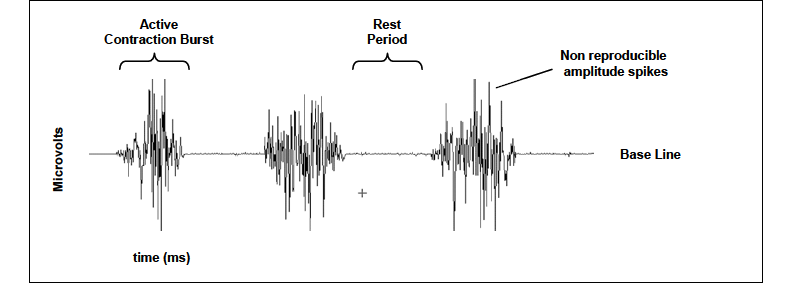 Active
Contraction Burst
Rest
Period
Non reproducible
amplitude spikes
Microvolts
Base Line
time (ms)